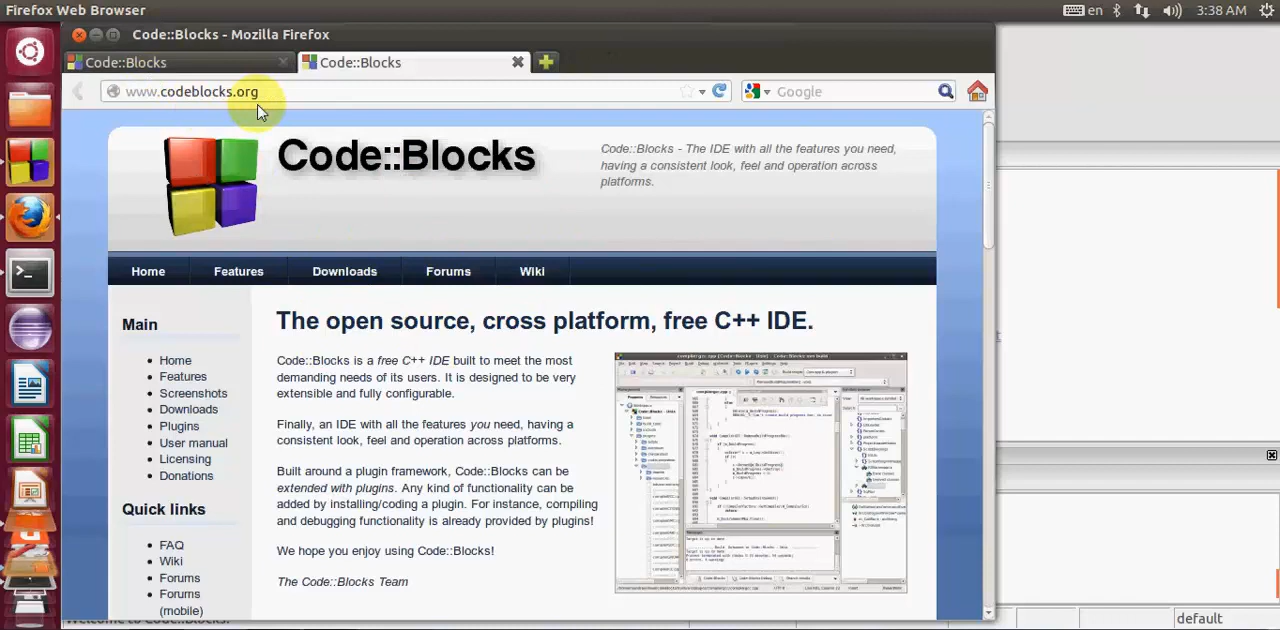 Firefox Web Browser
en
3:38 AM
Code::Blocks - Mozilla Firefox
Code::Blocks
Code::Blocks
www.codeblocks.org
Google
Code::Blocks
Code::Blocks - The IDE with all the features you need,
having a consistent look, feel and operation across
platforms.
Home
Features
Downloads
Forums
Wiki
Main
Home
Features
Screenshots
Downloads
Plugins
User manual
Licensing
Donations
Quick links
FAQ
Wiki
Forums
Forums
(mobile)
The open source, cross platform, free C++ IDE.
Code::Blocks is a free C++ IDE built to meet the most
demanding needs of its users. It is designed to be very
extensible and fully configurable.
Finally, an IDE with all the features you need, having a
consistent look, feel and operation across platforms.
Built around a plugin framework, Code::Blocks can be
extended with plugins. Any kind of functionality can be
added by installing/coding a plugin. For instance, compiling
and debugging functionality is already provided by plugins!
We hope you enjoy using Code::Blocks!
The Code::Blocks Team
Welcome to Code::Blocks!
default